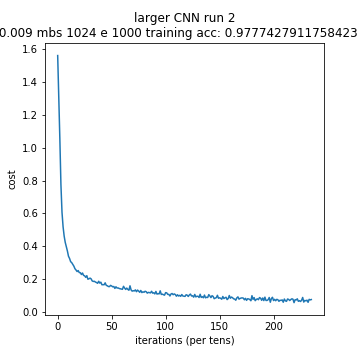 larger CNN run 2
0.009 mbs 1024 e 1000 training acc: 0.9777427911758423
1.6
1.4
1.2
1.0
0.8
0.6
0.4
0.2
0.0
cost
0 50 100 150 200
iterations (per tens)